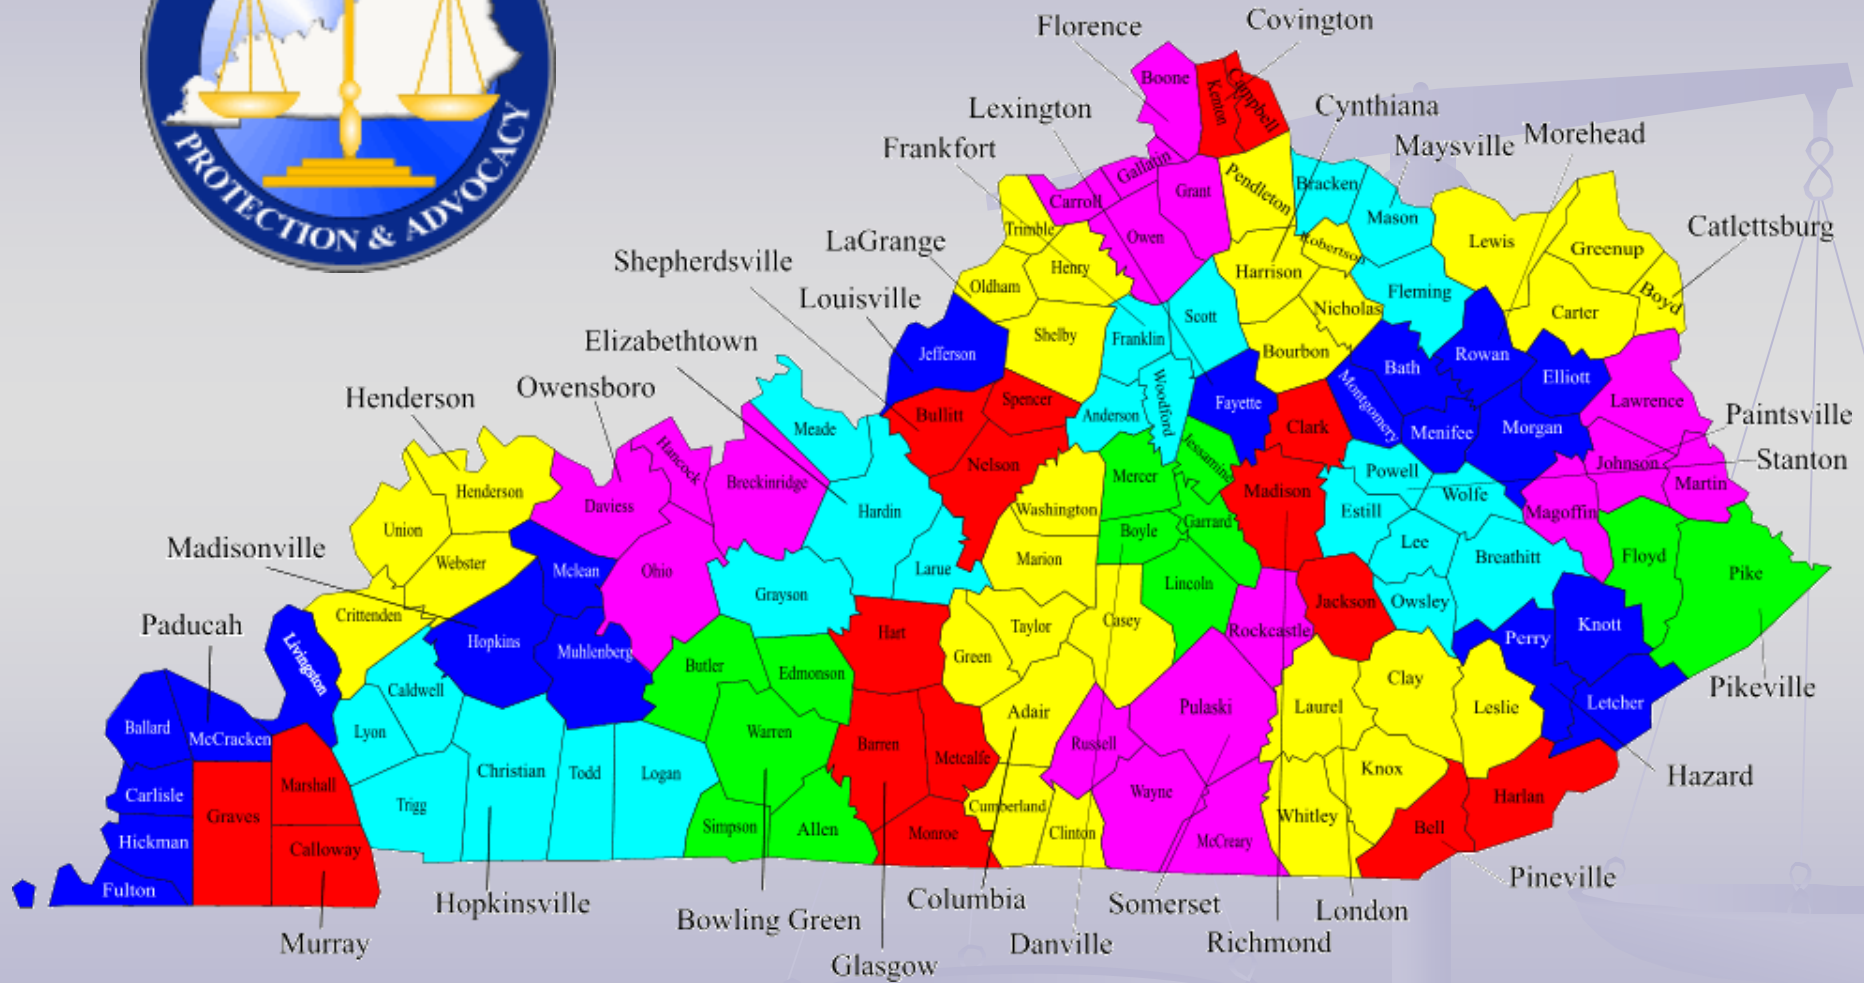 PROTECTION & ADVOCACY
Florence
Covington
Lexington
Cynthiana
Frankfort
Maysville
Morehead
LaGrange
Catlettsburg
Shepherdsville
Louisville
Elizabethtown
Owensboro
Henderson
Paintsville
Stanton
Madisonville
Paducah
Pikeville
Hazard
Pineville
Hopkinsville
Columbia
Somerset
London
Bowling Green
Murray
Danville
Richmond
Glasgow
Boone
Kenton
Campbell
Gallatin
Grant
Pendleton
Bracken
Carroll
Mason
Trimble
Owen
Robertson
Lewis
Greenup
Henry
Harrison
Oldham
Fleming
Boyd
Nicholas
Carter
Scott
Shelby
Franklin
Jefferson
Bourbon
Rowan
Bath
Elliott
Spencer
Woodford
Fayette
Montgomery
Lawrence
Bullitt
Anderson
Clark
Menifee
Morgan
Meade
Hancock
Nelson
Jessamine
Johnson
Powell
Mercer
Breckinridge
Henderson
Madison
Martin
Wolfe
Daviess
Hardin
Washington
Estill
Magoffin
Union
Boyle
Garrard
Lee
Breathitt
Floyd
Webster
Mclean
Ohio
Larue
Marion
Pike
Grayson
Lincoln
Jackson
Owsley
Crittenden
Hart
Taylor
Casey
Rockcastle
Perry
Knott
Hopkins
Muhlenberg
Livingston
Green
Butler
Edmonson
Clay
Caldwell
Letcher
Adair
Pulaski
Laurel
Leslie
Ballard
McCracken
Lyon
Warren
Barren
Russell
Metcalfe
Christian
Todd
Logan
Knox
Marshall
Wayne
Carlisle
Trigg
Cumberland
Harlan
Graves
Whitley
Simpson
Allen
Monroe
Clinton
Bell
Hickman
Calloway
McCreary
Fulton